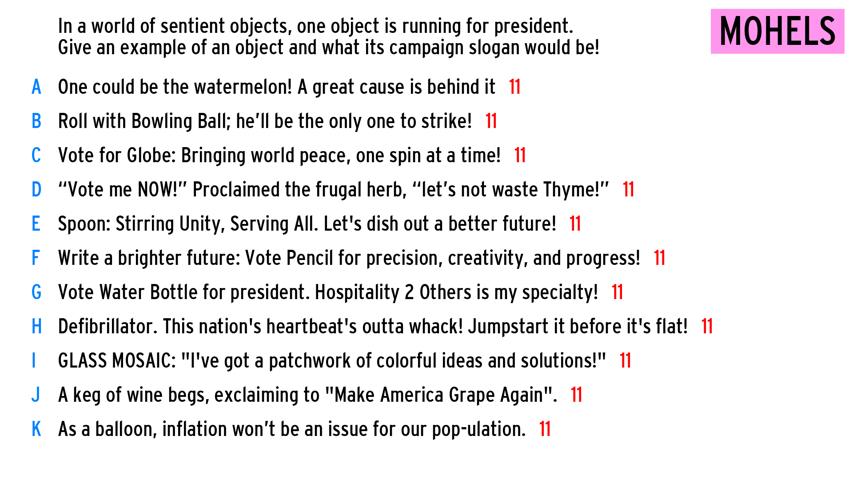 In a world of sentient objects, one object is running for president.
Give an example of an object and what its campaign slogan would be!
MOHELS
A One could be the watermelon! A great cause is behind it 11
B Roll with Bowling Ball; he’ll be the only one to strike! 11
C Vote for Globe: Bringing world peace, one spin at a time! 11
D “Vote me NOW!” Proclaimed the frugal herb, “let’s not waste Thyme!” 11
E Spoon: Stirring Unity, Serving All. Let's dish out a better future! 11
F Write a brighter future: Vote Pencil for precision, creativity, and progress! 11
G Vote Water Bottle for president. Hospitality 2 Others is my specialty! 11
H Defibrillator. This nation's heartbeat's outta whack! Jumpstart it before it's flat! 11
I GLASS MOSAIC: "I've got a patchwork of colorful ideas and solutions!" 11
J A keg of wine begs, exclaiming to "Make America Grape Again". 11
K As a balloon, inflation won’t be an issue for our pop-ulation. 11